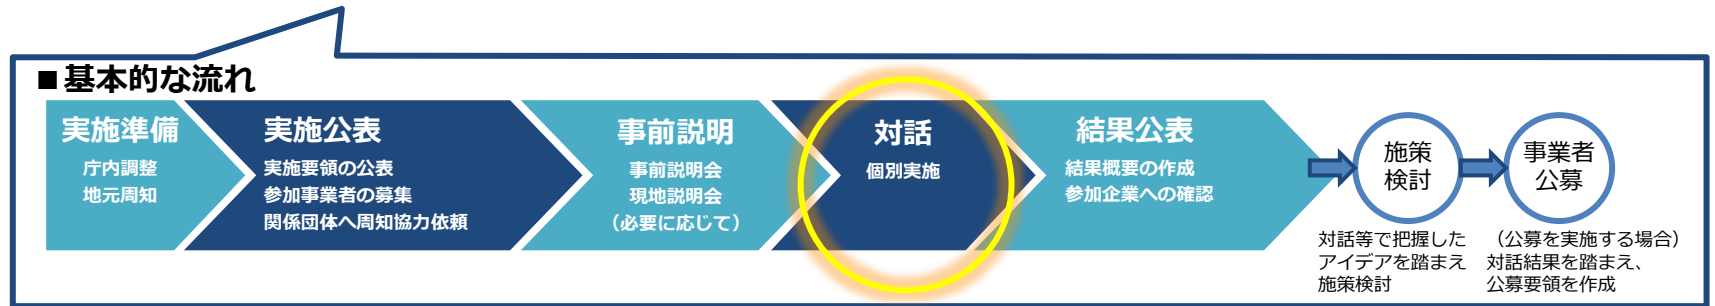 ■基本的な流れ
実施準備
庁内調整
地元周知
実施公表
実施要領の公表
参加事業者の募集
関係団体へ周知協力依頼
事前説明
事前説明会
現地説明会
（必要に応じて）
対話
個別実施
結果公表
結果概要の作成
参加企業への確認
施策
検討
対話等で把握した
アイデアを踏まえ
施策検討
事業者
公募
（公募を実施する場合）
対話結果を踏まえ、
公募要領を作成